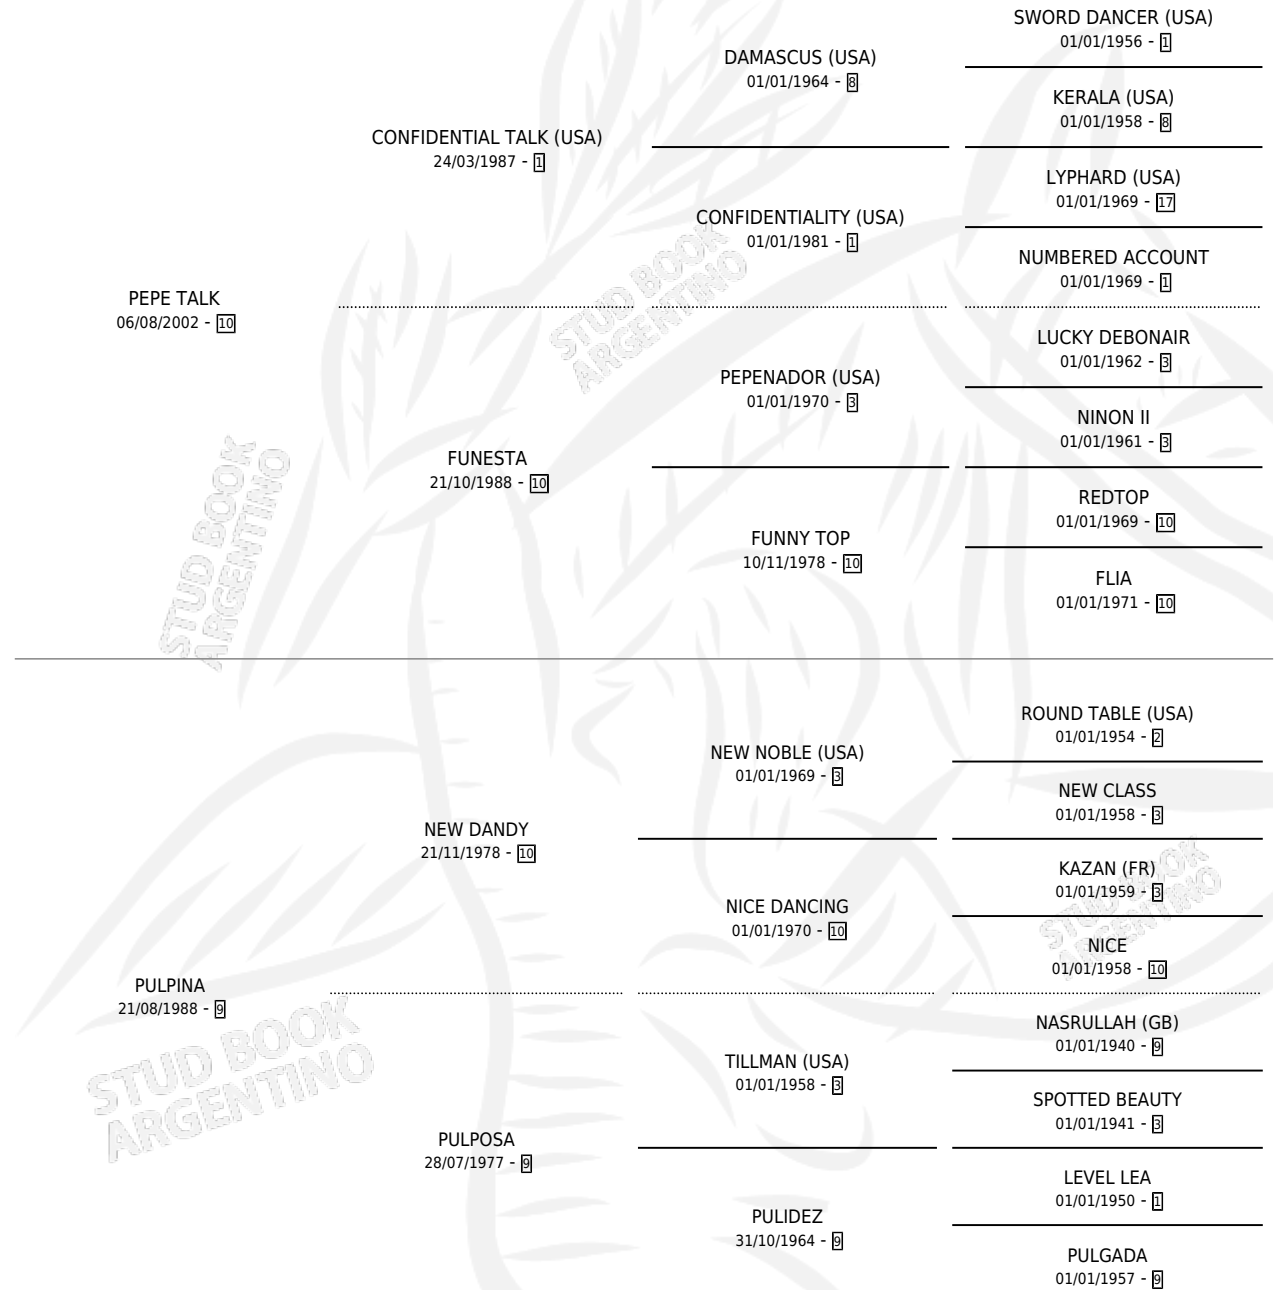 SWORD DANCER (USA)
01/01/1956 - 1
DAMASCUS (USA)
01/01/1964 - 8
KERALA (USA)
01/01/1958 - 8
CONFIDENTIAL TALK (USA)
24/03/1987 - 1
LYPHARD (USA)
01/01/1969 - 17
CONFIDENTIALITY (USA)
01/01/1981 - 1
NUMBERED ACCOUNT
01/01/1969 - 1
STUD BOOK
ARGENTINO
PEPE TALK
06/08/2002 - 10
LUCKY DEBONAIR
01/01/1962 - 3
PEPENADOR (USA)
01/01/1970 - 3
NINON II
01/01/1961 - 3
FUNESTA
21/10/1988 - 10
REDTOP
01/01/1969 - 10
FUNNY TOP
10/11/1978 - 10
FLIA
01/01/1971 - 10
STUD BOOK
ARGENTINO
ROUND TABLE (USA)
01/01/1954 - 2
NEW NOBLE (USA)
01/01/1969 - 3
NEW CLASS
01/01/1958 - 3
NEW DANDY
21/11/1978 - 10
KAZAN (FR)
01/01/1959 - 3
NICE DANCING
01/01/1970 - 10
STUD BOOK
ARGENTINO
NICE
01/01/1958 - 10
PULPINA
21/08/1988 - 9
NASRULLAH (GB)
01/01/1940 - 9
STUD BOOK
ARGENTINO
TILLMAN (USA)
01/01/1958 - 3
SPOTTED BEAUTY
01/01/1941 - 3
PULPOSA
28/07/1977 - 9
LEVEL LEA
01/01/1950 - 1
PULIDEZ
31/10/1964 - 9
PULGADA
01/01/1957 - 9